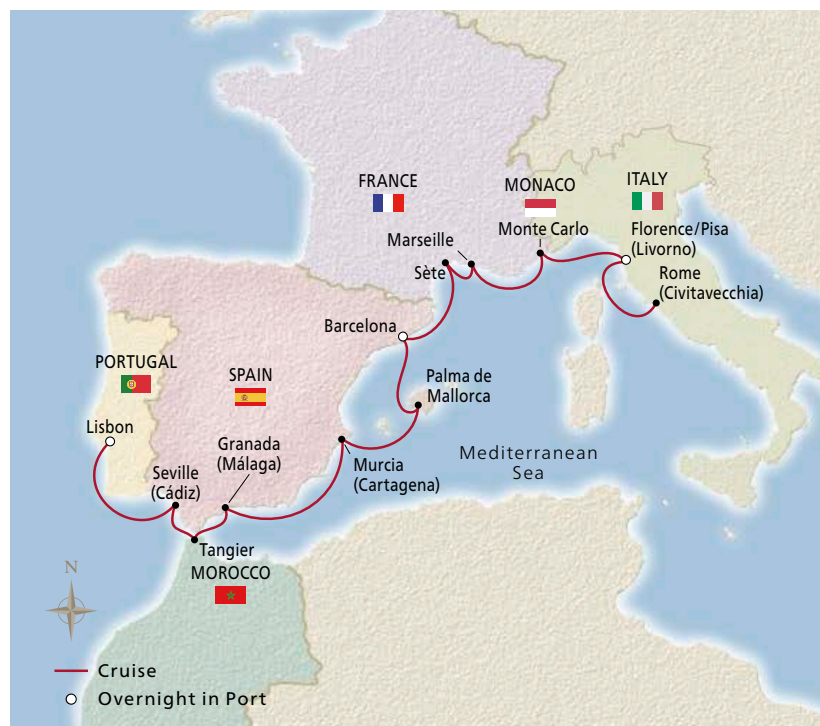 FRANCE
MONACO
ITALY
Monte Carlo
Florence/Pisa
(Livorno)
Marseille
Sète
Rome
(Civitavecchia)
Barcelona
PORTUGAL
SPAIN
Palma de
Mallorca
Lisbon
Granada
(Málaga)
Seville
(Cádiz)
Murcia
(Cartagena)
Mediterranean
Sea
Tangier
MOROCCO
N
Cruise
Overnight in Port